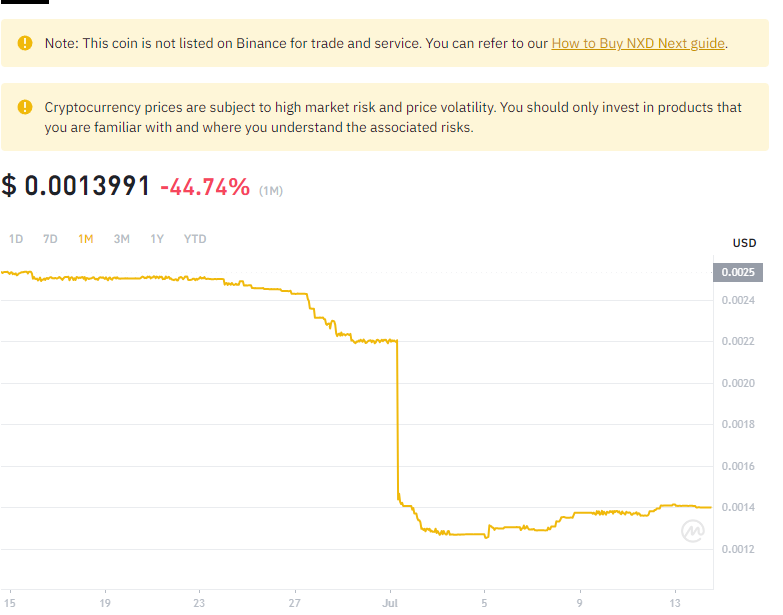 Note: This coin is not listed on Binance for trade and service. You can refer to our How to Buy NXD Next guide.
Cryptocurrency prices are subject to high market risk and price volatility. You should only invest in products that
you are familiar with and where you understand the associated risks.
$ 0.0013991 -44.74% (1M)
1D 7D 1M 3M 1Y YTD
USD
0.0025
0.0024
0.0022
0.0020
0.0018
0.0016
0.0014
0.0012
15 19 23 27 Jul 5 9 13